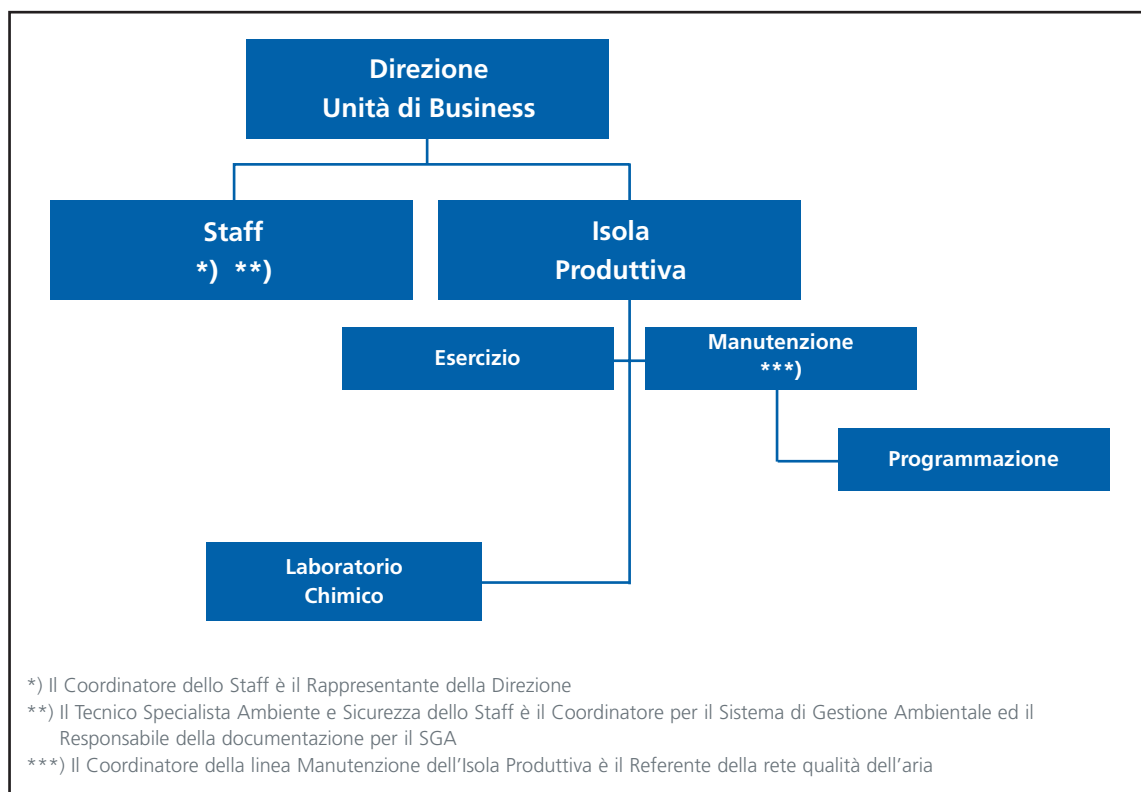 Direzione
Unità di Business
Staff
*) **)
Isola
Produttiva
Esercizio
Manutenzione
***)
Programmazione
Laboratorio
Chimico
*) Il Coordinatore dello Staff è il Rappresentante della Direzione
**) Il Tecnico Specialista Ambiente e Sicurezza dello Staff è il Coordinatore per il Sistema di Gestione Ambientale ed il
Responsabile della documentazione per il SGA
***) Il Coordinatore della linea Manutenzione dell'Isola Produttiva è il Referente della rete qualità dell'aria